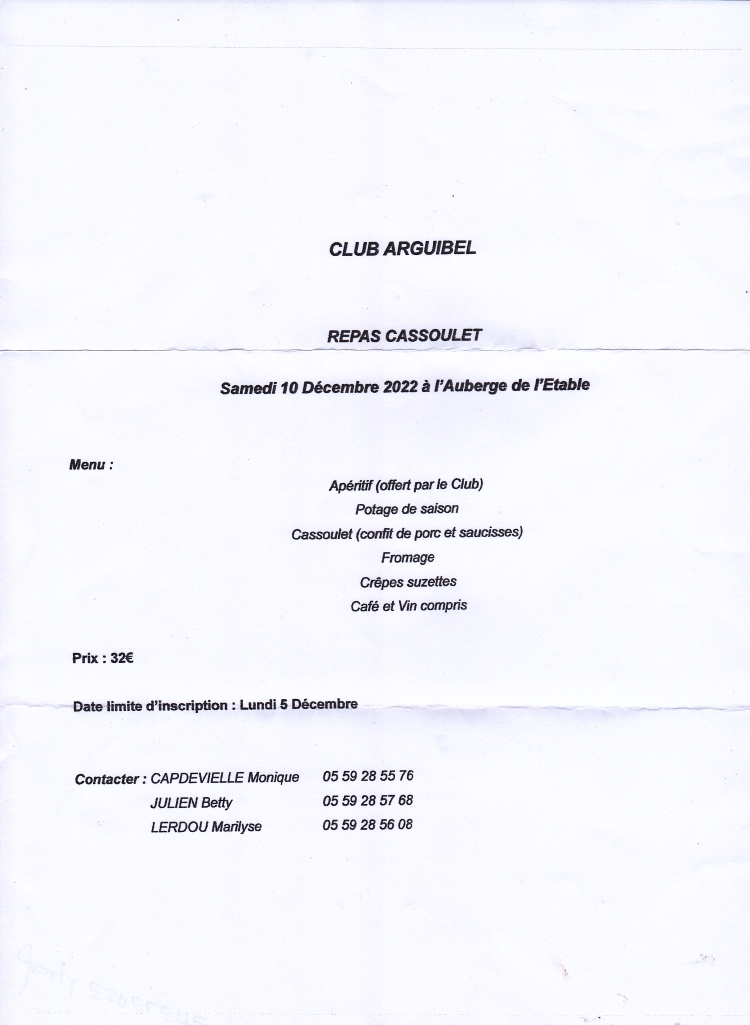 CLUB ARGUIBEL
REPAS CASSOULET
Samedi 10 Décembre 2022 à l'Auberge de l'Etable
Menu :
Apéritif (offert par le Club)
Potage de saison
Cassoulet (confit de porc et saucisses)
Fromage
Crêpes suzettes
Café et Vin compris
Prix : 32€
Date limite d'inscription : Lundi 5 Décembre
Contacter : CAPDEVIELLE Monique 05 59 28 55 76
JULIEN Betty 05 59 28 57 68
LERDOU Marilyse 05 59 28 56 08